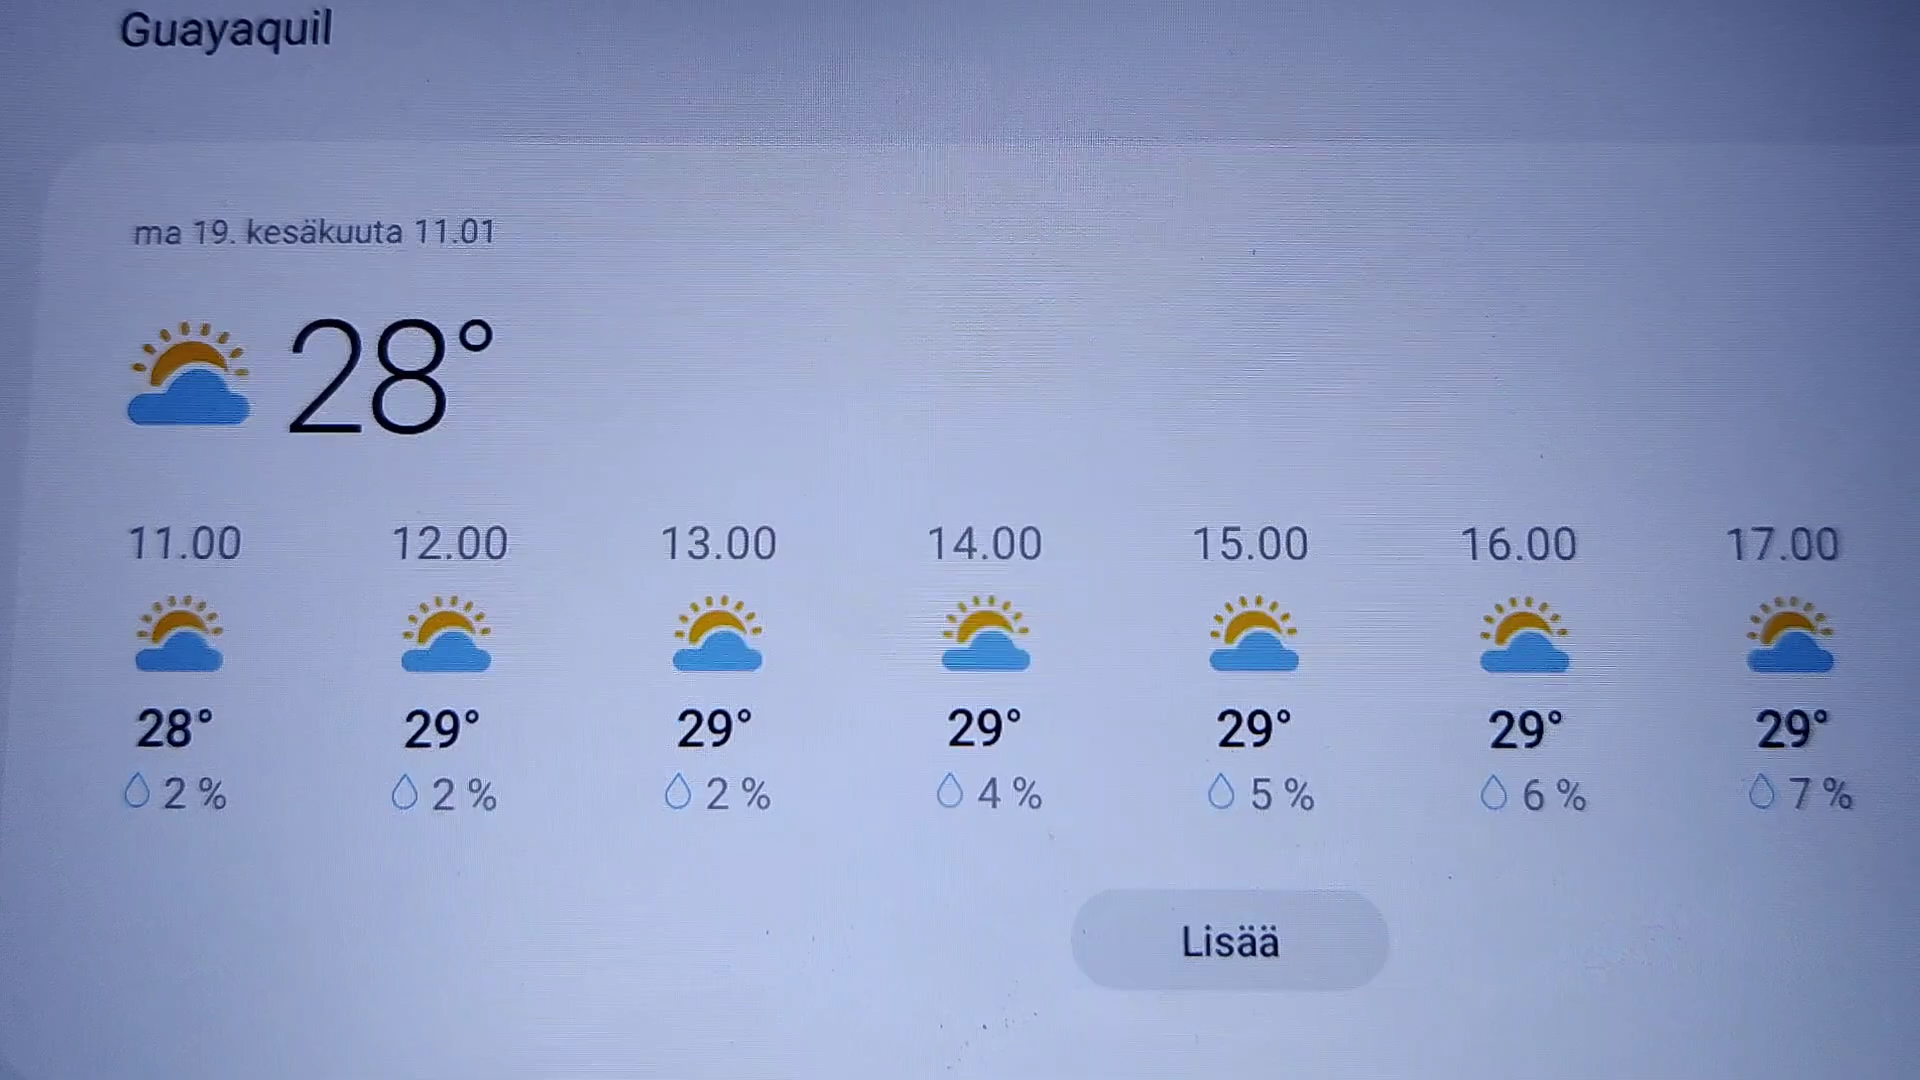 Guayaquil
ma 19. kesäkuuta 11.01
28°
11.00 12.00 13.00 14.00 15.00 16.00 17.00
28° 29° 29° 29° 29° 29° 29°
2 % 2 % 2 % 4 % 5 % 6 % 7 %
Lisää